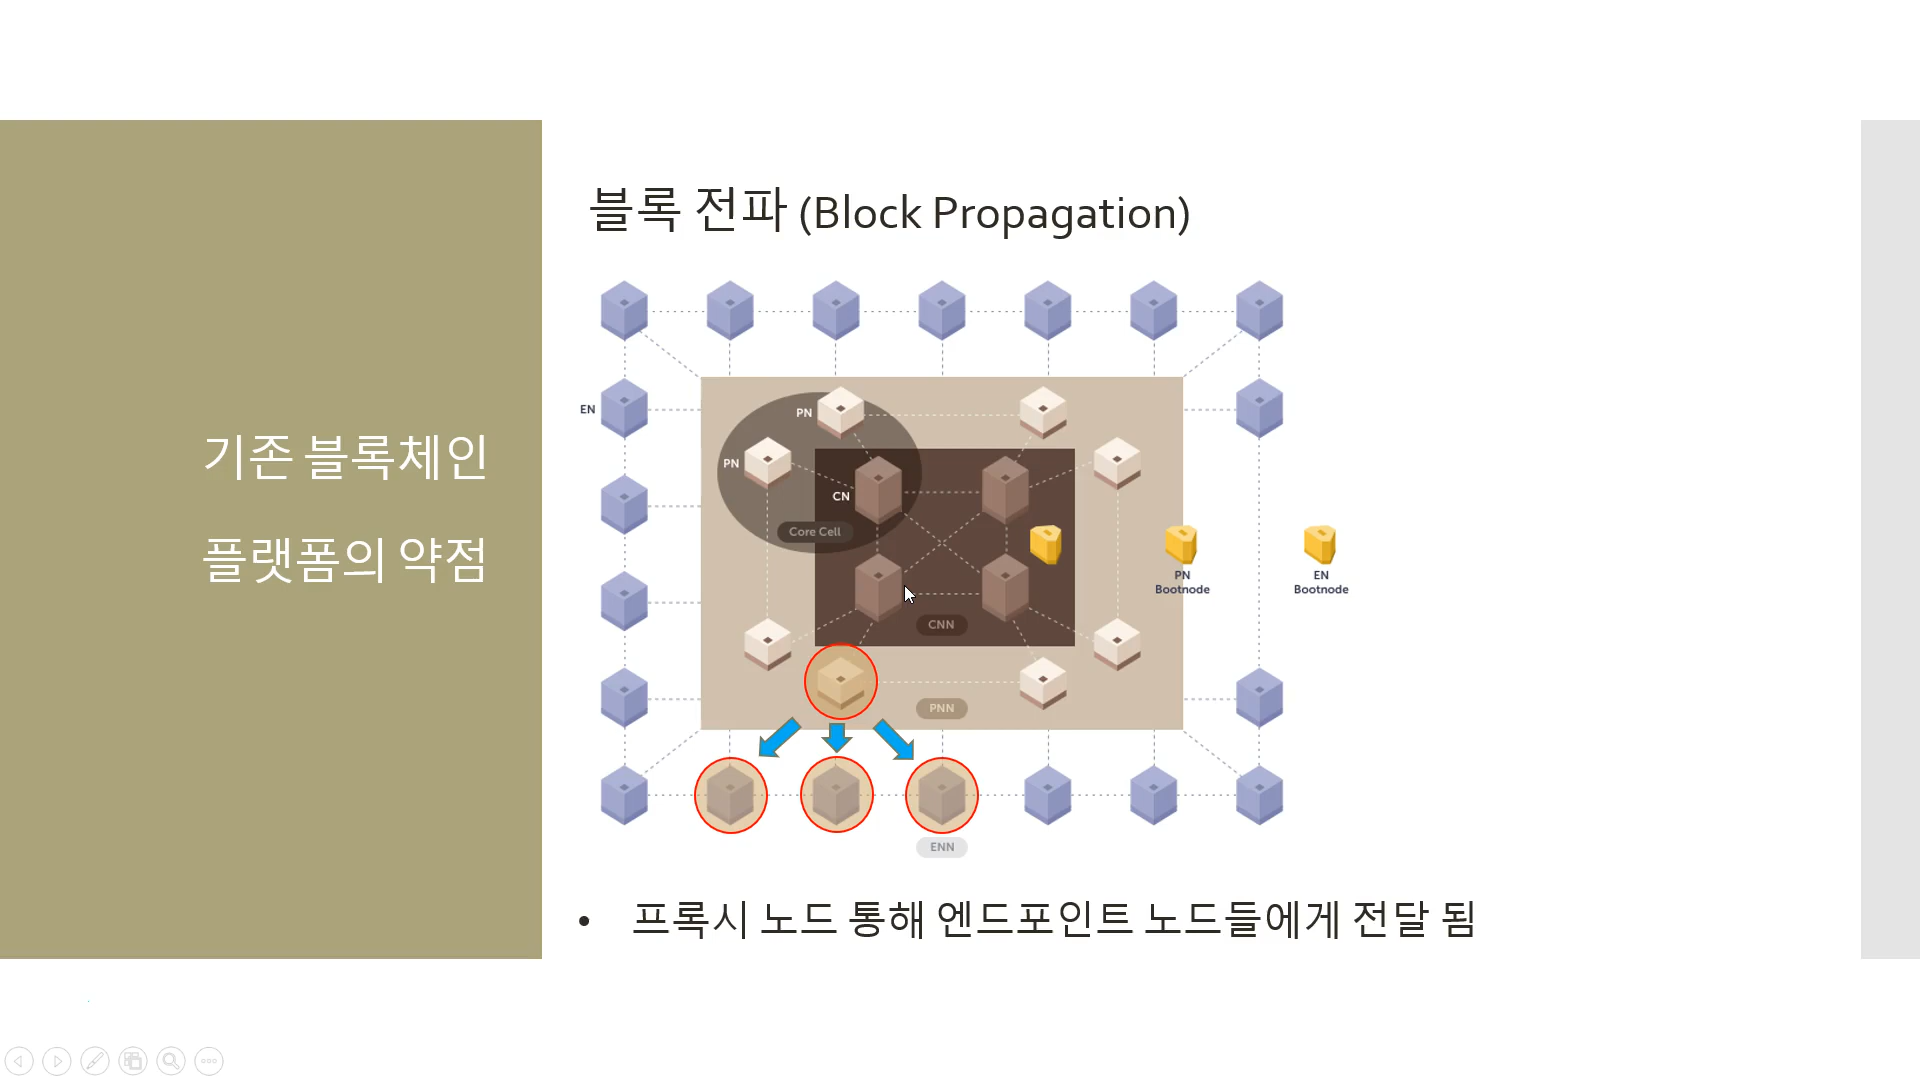 블록 전파 (Block Propagation)
기존 블록체인
플랫폼의 약점
EN
PN
PN
CN
Core Cell
CNN
PNN
PN
Bootnode
EN
Bootnode
ENN
• 프록시 노드 통해 엔드포인트 노드들에게 전달 됨